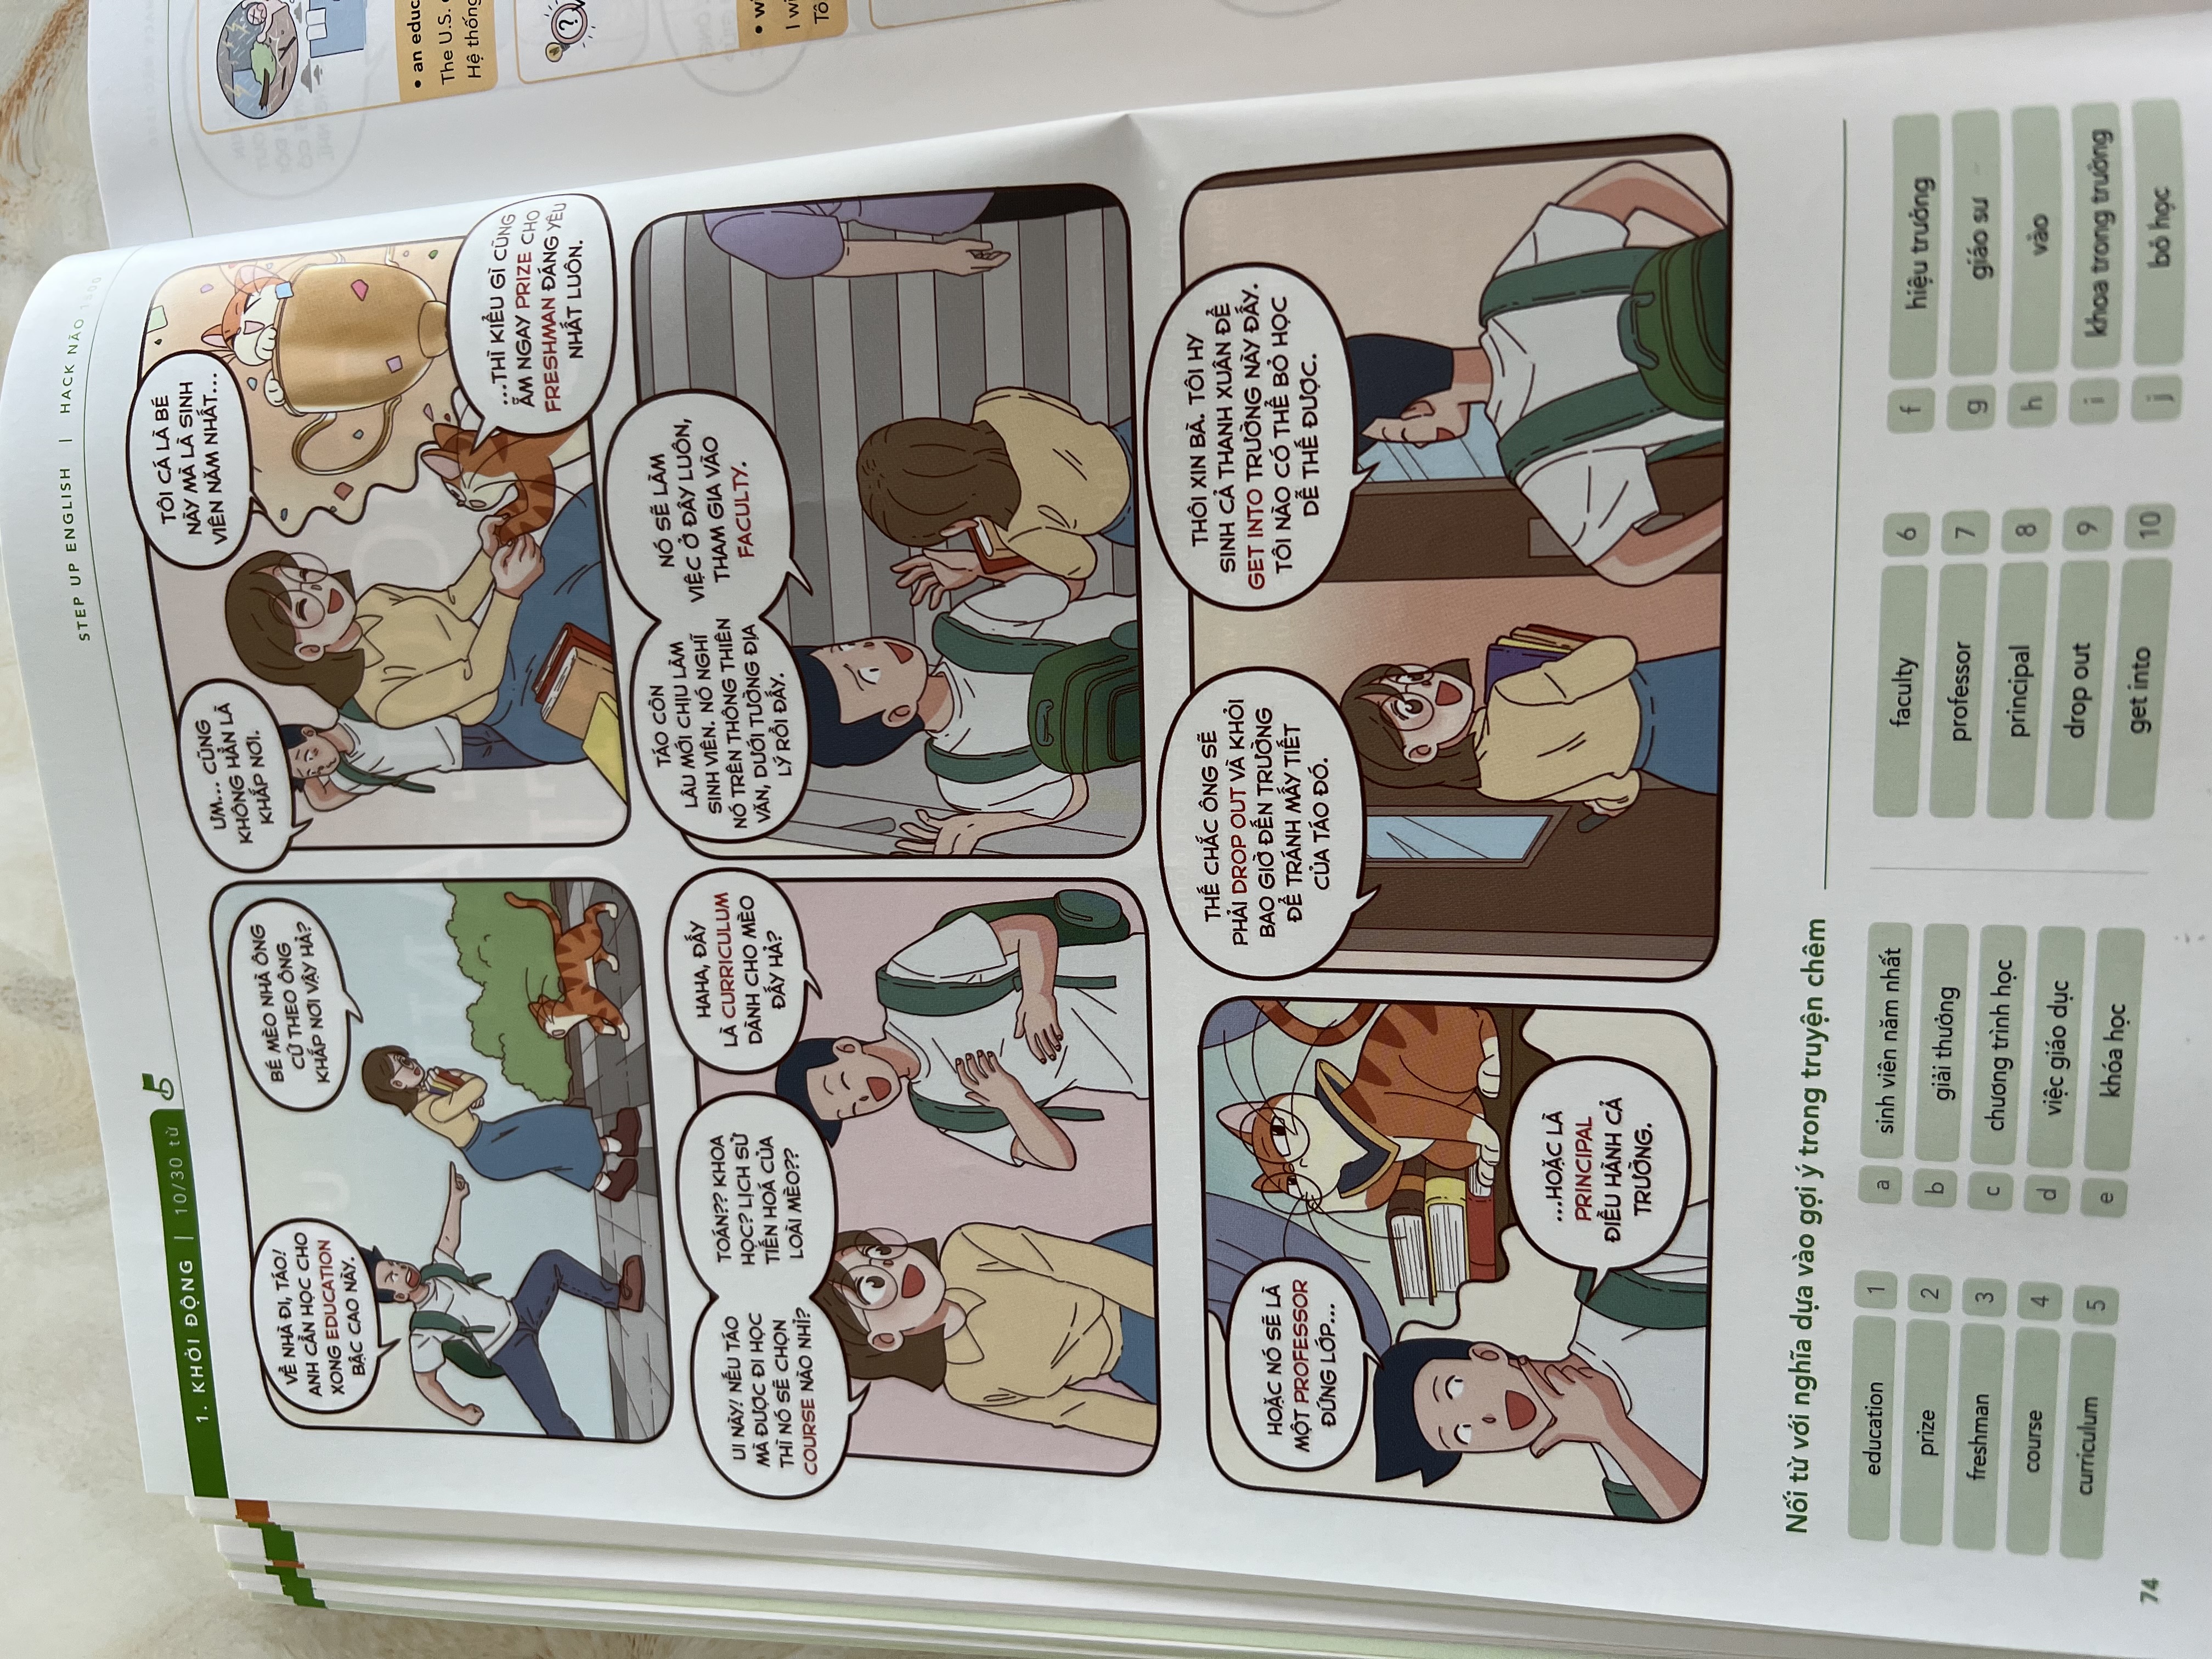 STEP UP ENGLISH | HACK NÃO 1500
1. KHỞI ĐỘNG | 10/30 từ
VỀ NHÀ ĐI, TÁO!
ANH CẦN HỌC CHO
XONG EDUCATION
BẬC CAO NÀY.
BÉ MÈO NHÀ ÔNG
CỨ THEO ÔNG
KHẮP NƠI VẬY HẢ?
ƯM... CŨNG
KHÔNG HẲN LÀ
KHẮP NƠI.
TÔI CÁ LÀ BÉ
NÀY MÀ LÀ SINH
VIÊN NĂM NHẤT...
...THÌ KIỂU GÌ CŨNG
ẴM NGAY PRIZE CHO
FRESHMAN ĐÁNG YÊU
NHẤT LUÔN.
UI NÀY! NẾU TÁO
MÀ ĐƯỢC ĐI HỌC
THÌ NÓ SẼ CHỌN
COURSE NÀO NHỈ?
TOÁN?? KHOA
HỌC? LỊCH SỬ
TIẾN HOÁ CỦA
LOÀI MÈO??
HAHA, ĐẤY
LÀ CURRICULUM
DÀNH CHO MÈO
ĐẤY HẢ?
TÁO CÒN
LÂU MỚI CHỊU LÀM
SINH VIÊN. NÓ NGHĨ
NÓ TRÊN THÔNG THIÊN
VĂN, DƯỚI TƯỜNG ĐỊA
LÝ RỒI ĐẤY.
NÓ SẼ LÀM
VIỆC Ở ĐÂY LUÔN,
THAM GIA VÀO
FACULTY.
HOẶC NÓ SẼ LÀ
MỘT PROFESSOR
ĐỨNG LỚP...
...HOẶC LÀ
PRINCIPAL
ĐIỀU HÀNH CẢ
TRƯỜNG.
THẾ CHẮC ÔNG SẼ
PHẢI DROP OUT VÀ KHỎI
BAO GIỜ ĐẾN TRƯỜNG
ĐỂ TRÁNH MẤY TIẾT
CỦA TÁO ĐÓ.
THÔI XIN BÀ. TÔI HY
SINH CẢ THANH XUÂN ĐỂ
GET INTO TRƯỜNG NÀY ĐẤY.
TÔI NÀO CÓ THỂ BỎ HỌC
DỄ THẾ ĐƯỢC.
Nối từ với nghĩa dựa vào gợi ý trong truyện chêm
education 1 a sinh viên năm nhất
prize 2 b giải thưởng
freshman 3 c chương trình học
course 4 d việc giáo dục
curriculum 5 e khóa học
faculty 6 f hiệu trưởng
professor 7 g giáo sư
principal 8 h vào
drop out 9 i khoa trong trường
get into 10 j bỏ học
74
• an educ
The U.S.
Hệ thống
?
I wi